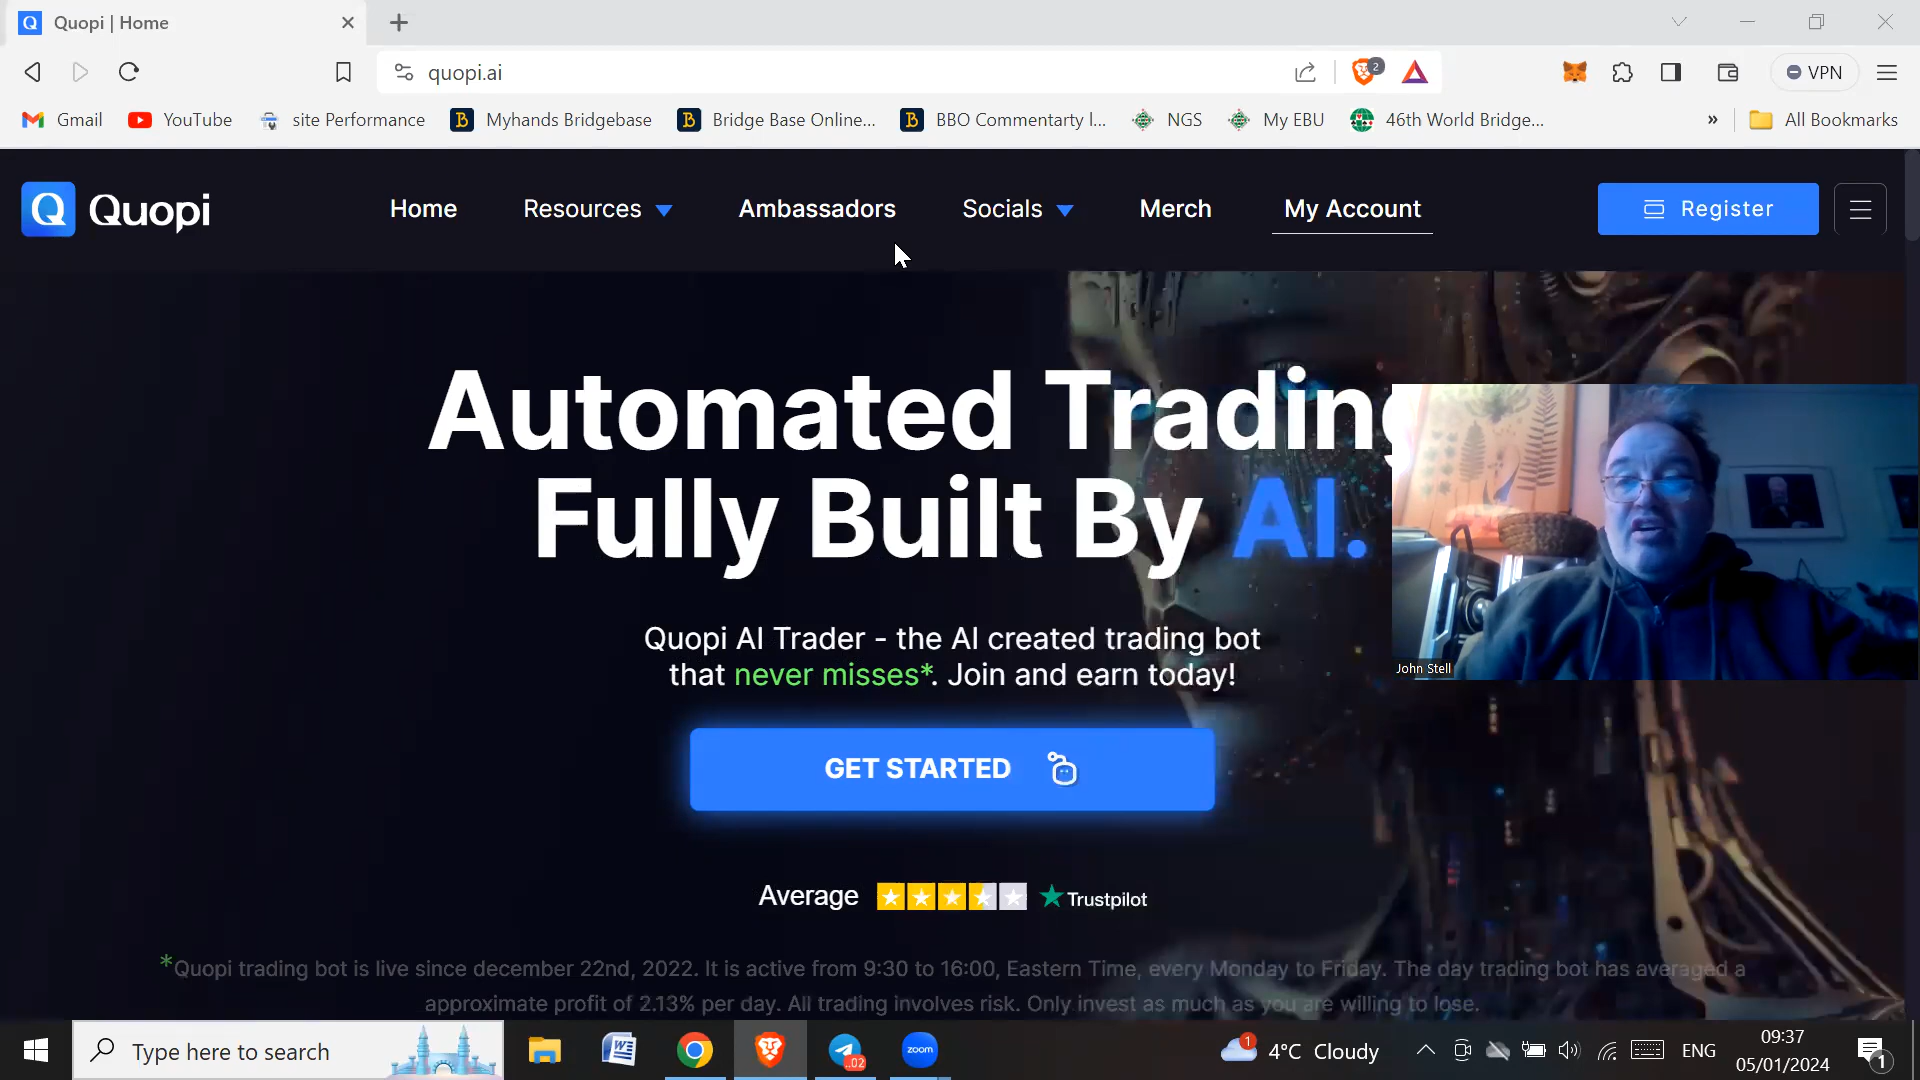 Quopi | Home
quopi.ai
2
VPN
Gmail
YouTube
site Performance
Myhands Bridgebase
Bridge Base Online...
BBO Commentarty l...
NGS
My EBU
46th World Bridge...
»
All Bookmarks
Q Quopi
Home
Resources
Ambassadors
Socials
Merch
My Account
Register
Automated Trading
Fully Built By AI.
Quopi AI Trader - the AI created trading bot
that never misses*. Join and earn today!
John Stell
GET STARTED
Average
Trustpilot
*Quopi trading bot is live since december 22nd, 2022. It is active from 9:30 to 16:00, Eastern Time, every Monday to Friday. The day trading bot has averaged a
approximate profit of 2.13% per day. All trading involves risk. Only invest as much as you are willing to lose.
Type here to search
..02
zoom
1
4°C Cloudy
ENG
09:37
05/01/2024
1